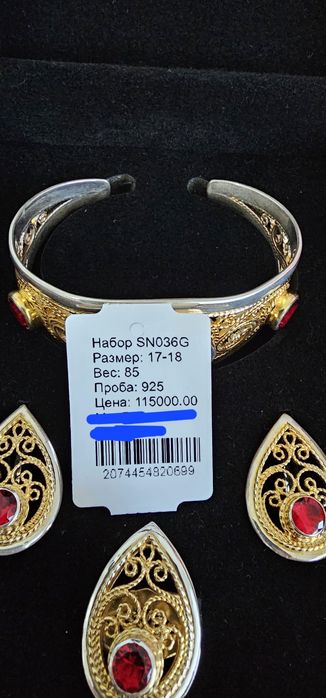 Набор SN036G
Размер: 17-18
Вес: 85
Проба: 925
Цена: 115000.00
2074454820699